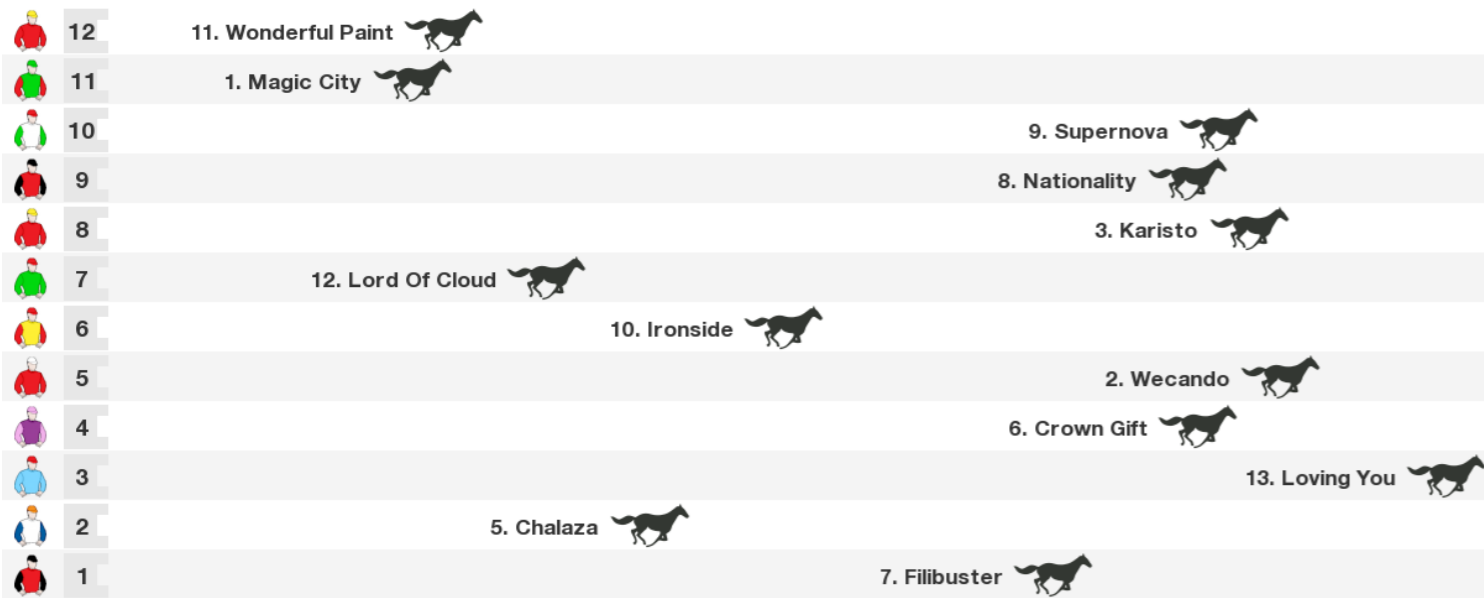 12 11. Wonderful Paint
11 1. Magic City
10 9. Supernova
9 8. Nationality
8 3. Karisto
7 12. Lord Of Cloud
6 10. Ironside
5 2. Wecando
4 6. Crown Gift
3 13. Loving You
2 5. Chalaza
1 7. Filibuster